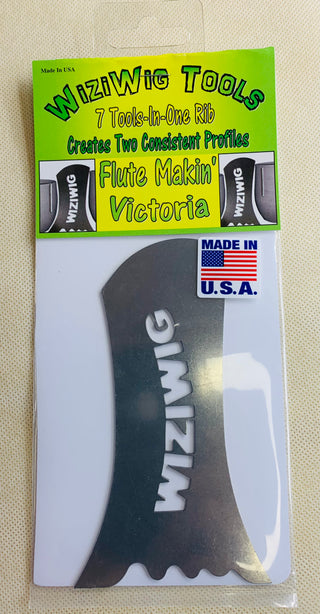 Made In USA
WiziWig Tools
7 Tools-In-One Rib
Creates Two Consistent Profiles
Flute Makin'
Victoria
WIZIWIG
WIZIWIG
MADE IN
U.S.A.
WIZIWIG